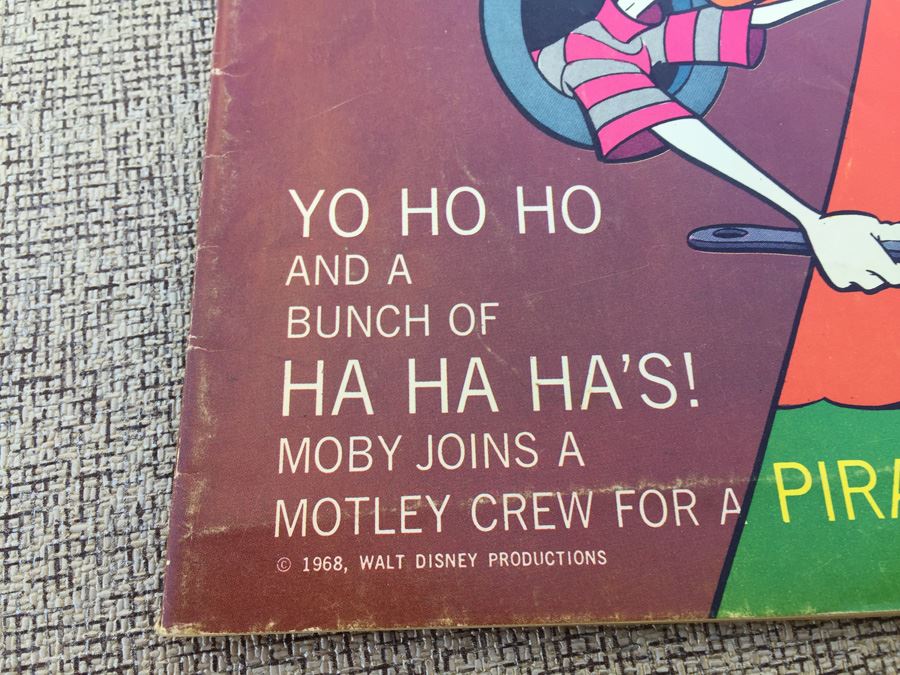 YO HO HO
AND A
BUNCH OF
HA HA HA'S!
MOBY JOINS A
MOTLEY CREW FOR A
© 1968, WALT DISNEY PRODUCTIONS